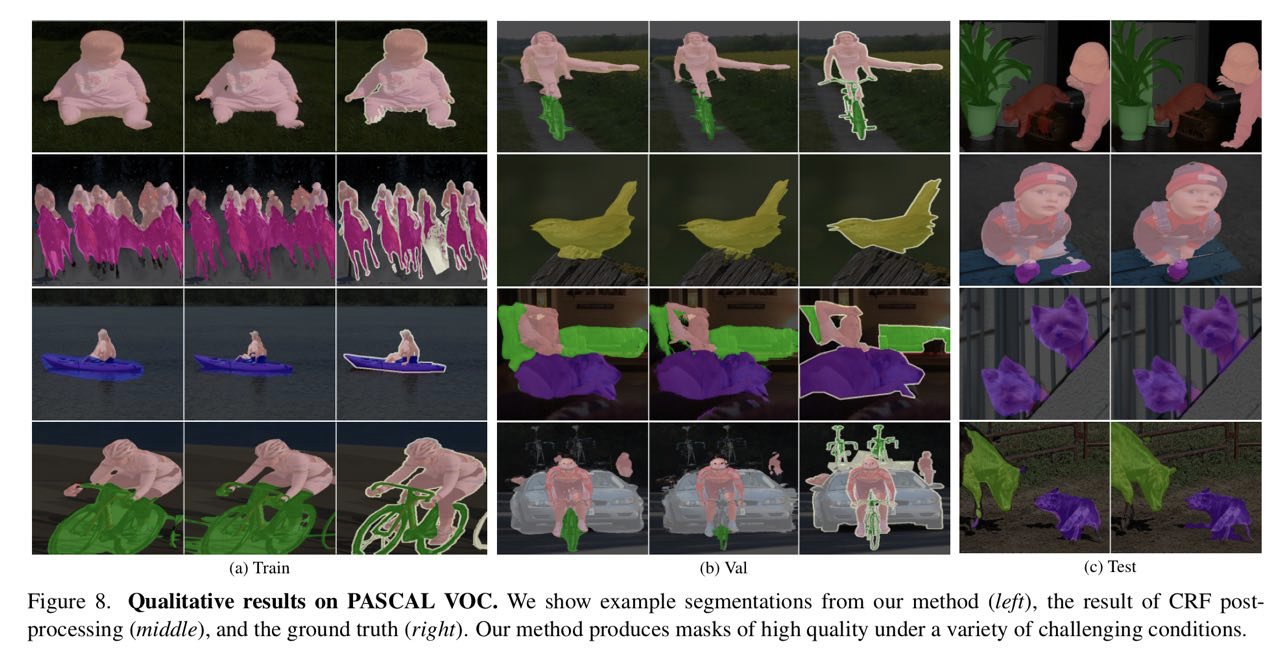 (a) Train
(b) Val
(c) Test
Figure 8. Qualitative results on PASCAL VOC. We show example segmentations from our method (left), the result of CRF post-
processing (middle), and the ground truth (right). Our method produces masks of high quality under a variety of challenging conditions.